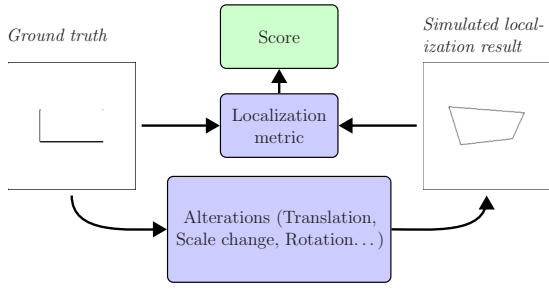 Ground truth
Score
Simulated local-
ization result
Localization
metric
Alterations (Translation,
Scale change, Rotation...)